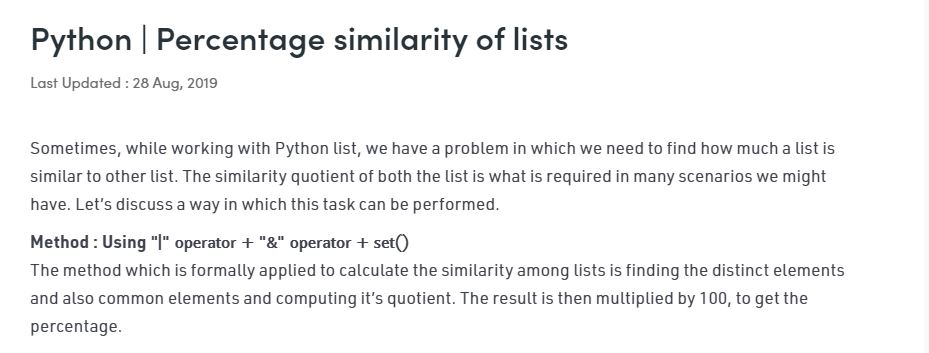 Python | Percentage similarity of lists
Last Updated : 28 Aug, 2019
Sometimes, while working with Python list, we have a problem in which we need to find how much a list is
similar to other list. The similarity quotient of both the list is what is required in many scenarios we might
have. Let’s discuss a way in which this task can be performed.
Method : Using "|" operator + "&" operator + set()
The method which is formally applied to calculate the similarity among lists is finding the distinct elements
and also common elements and computing it’s quotient. The result is then multiplied by 100, to get the
percentage.